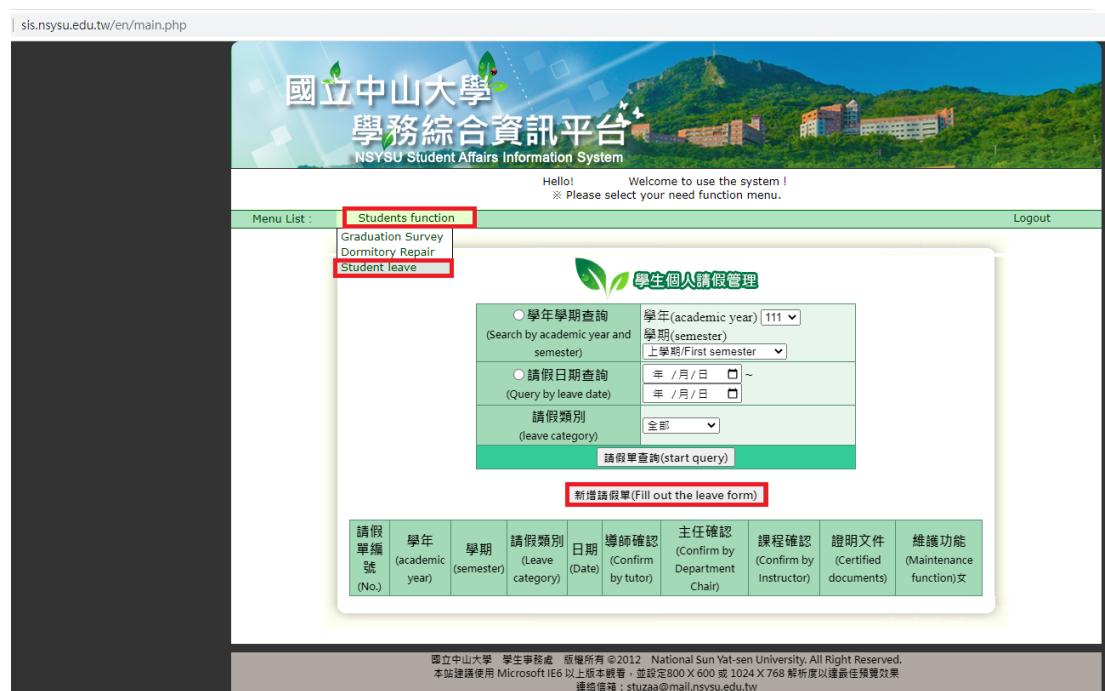 sis.nsysu.edu.tw/en/main.php
國立中山大學
學務綜合資訊平台
NSYSU Student Affairs Information System
Hello! Welcome to use the system !
※ Please select your need function menu.
Menu List : Students function Logout
Graduation Survey
Dormitory Repair
Student leave
學生個人請假管理
學年學期查詢
(Search by academic year and
semester)
學年(academic year) 111
學期(semester)
上學期/First semester
請假日期查詢
(Query by leave date)
年 /月/日 ~
年 /月/日
請假類別
(leave category)
全部
請假單查詢(start query)
新增請假單(Fill out the leave form)
請假
單編
號
(No.)
學年
(academic
year)
學期
(semester)
請假類別
(Leave
category)
日期
(Date)
導師確認
(Confirm
by tutor)
主任確認
(Confirm by
Department
Chair)
課程確認
(Confirm by
Instructor)
證明文件
(Certified
documents)
維護功能
(Maintenance
function)女
國立中山大學 學生事務處 版權所有 ©2012 National Sun Yat-sen University. All Right Reserved.
本站建議使用 Microsoft IE6 以上版本觀看，並設定800 X 600 或 1024 X 768 解析度以達最佳預覽效果
連絡信箱：stuzaa@mail.nsysu.edu.tw